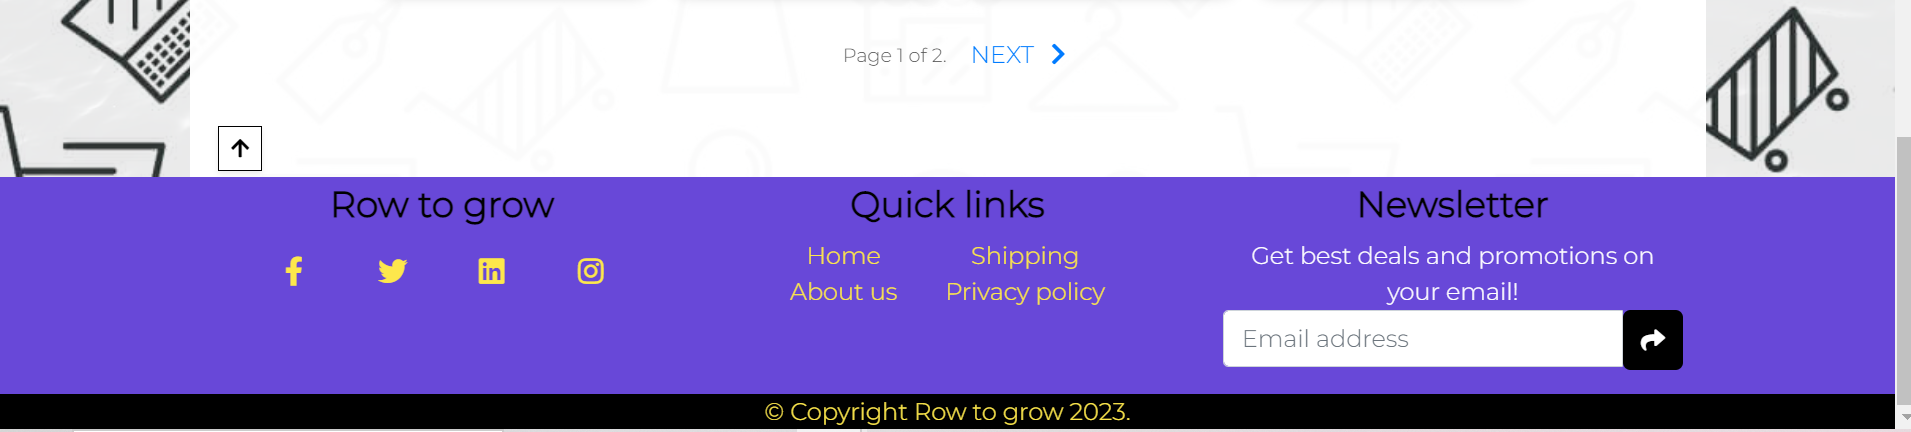 Page 1 of 2. NEXT
Row to grow
Quick links
Home Shipping
About us Privacy policy
Newsletter
Get best deals and promotions on
your email!
Email address
© Copyright Row to grow 2023.